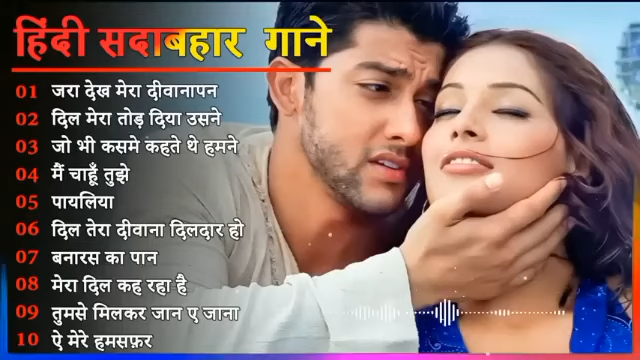 हिंदी सदाबहार गाने
01 जरा देख मेरा दीवानापन
02 दिल मेरा तोड़ दिया उसने
03 जो भी कसमे कहते थे हमने
04 मैं चाहूँ तुझे
05 पायलिया
06 दिल तेरा दीवाना दिलदार हो
07 बनारस का पान
08 मेरा दिल कह रहा है
09 तुमसे मिलकर जान ए जाना
10 ऐ मेरे हमसफ़र